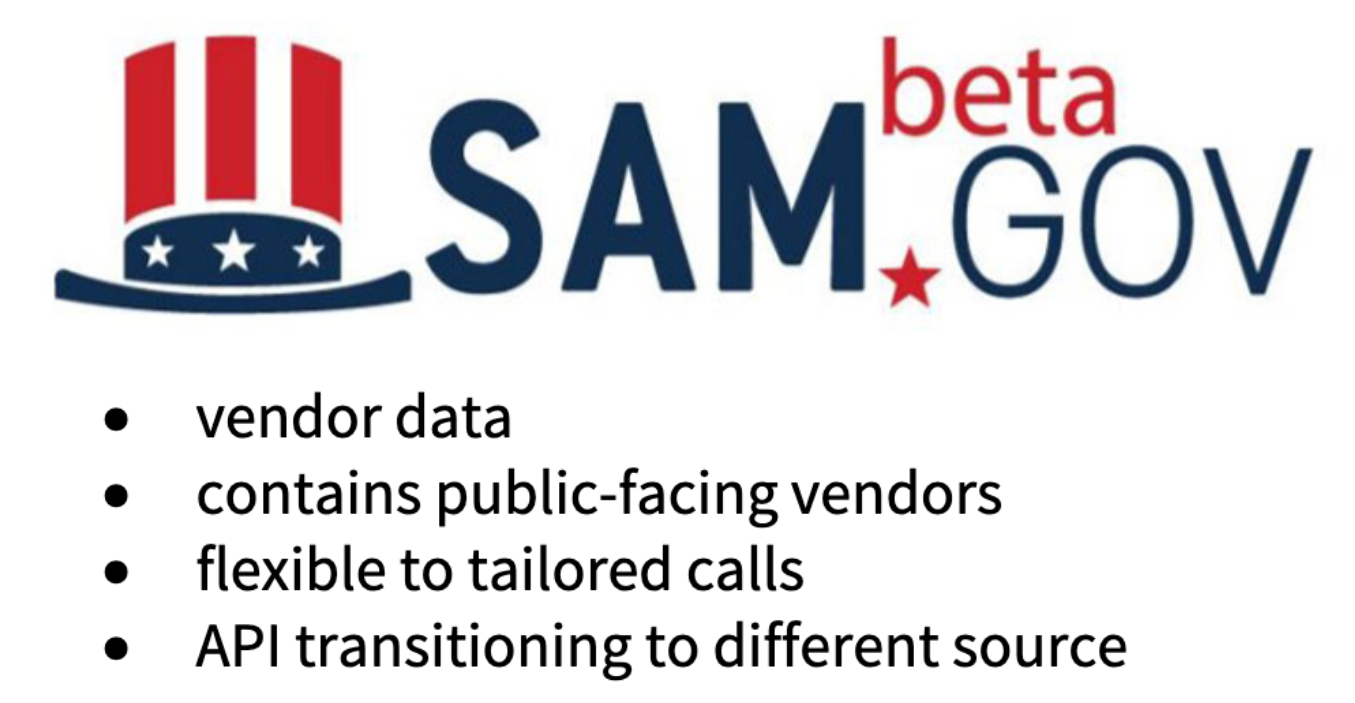 beta
SAM.GOV
• vendor data
• contains public-facing vendors
• flexible to tailored calls
• API transitioning to different source